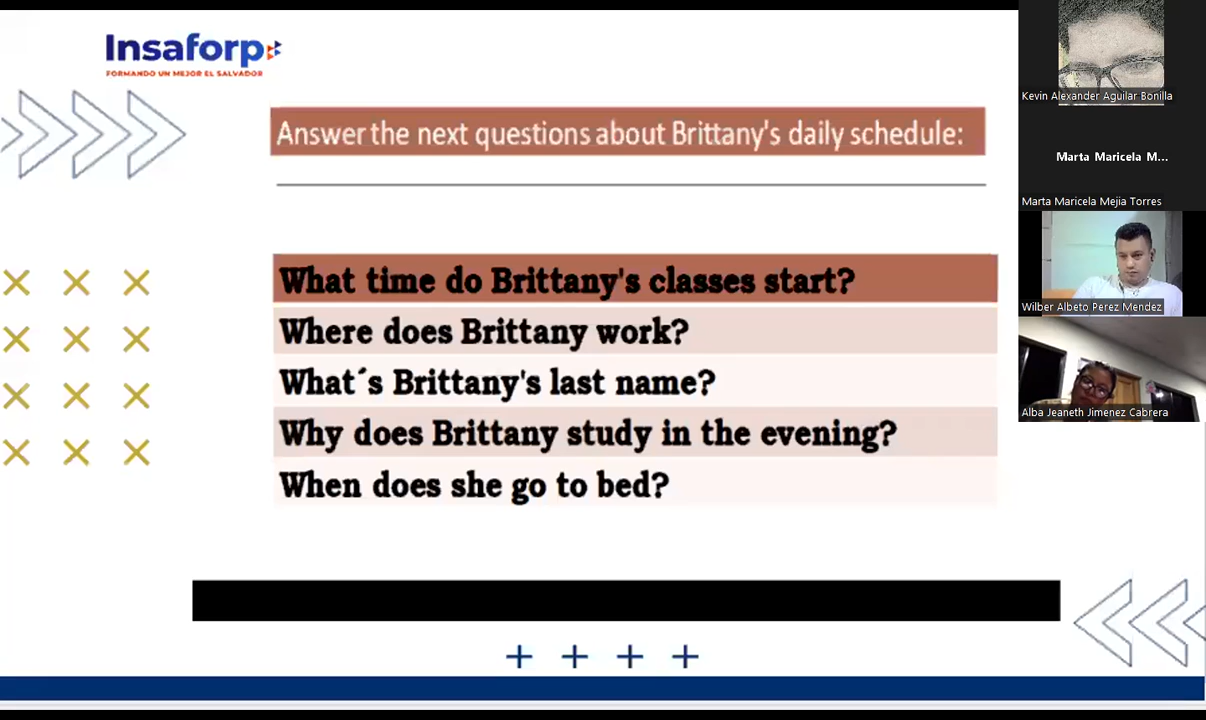 Insaforp
FORMANDO UN MEJOR EL SALVADOR
Answer the next questions about Brittany's daily schedule:
What time do Brittany's classes start?
Where does Brittany work?
What´s Brittany's last name?
Why does Brittany study in the evening?
When does she go to bed?
Kevin Alexander Aguilar Bonilla
Marta Maricela M...
Marta Maricela Mejia Torres
Wilber Albeto Perez Mendez
Alba Jeaneth Jimenez Cabrera